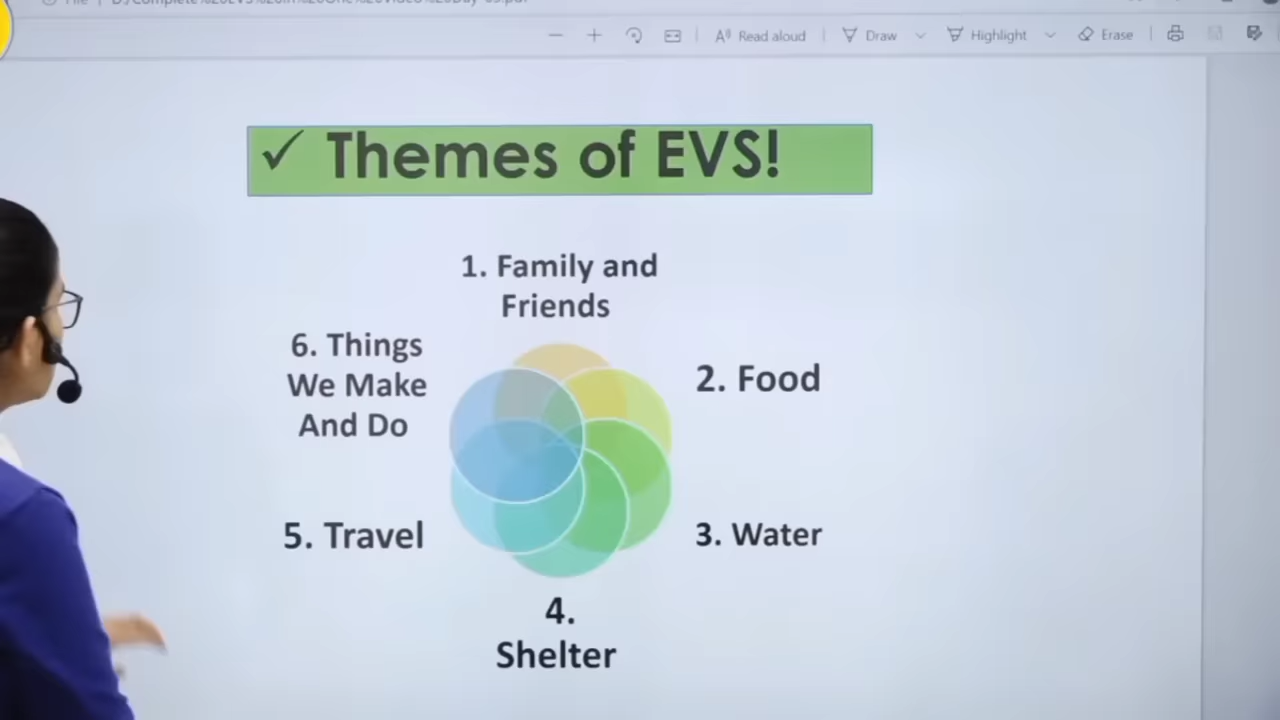 Read aloud
Draw
Highlight
Erase
✓ Themes of EVS!
1. Family and
Friends
2. Food
3. Water
4.
Shelter
5. Travel
6. Things
We Make
And Do